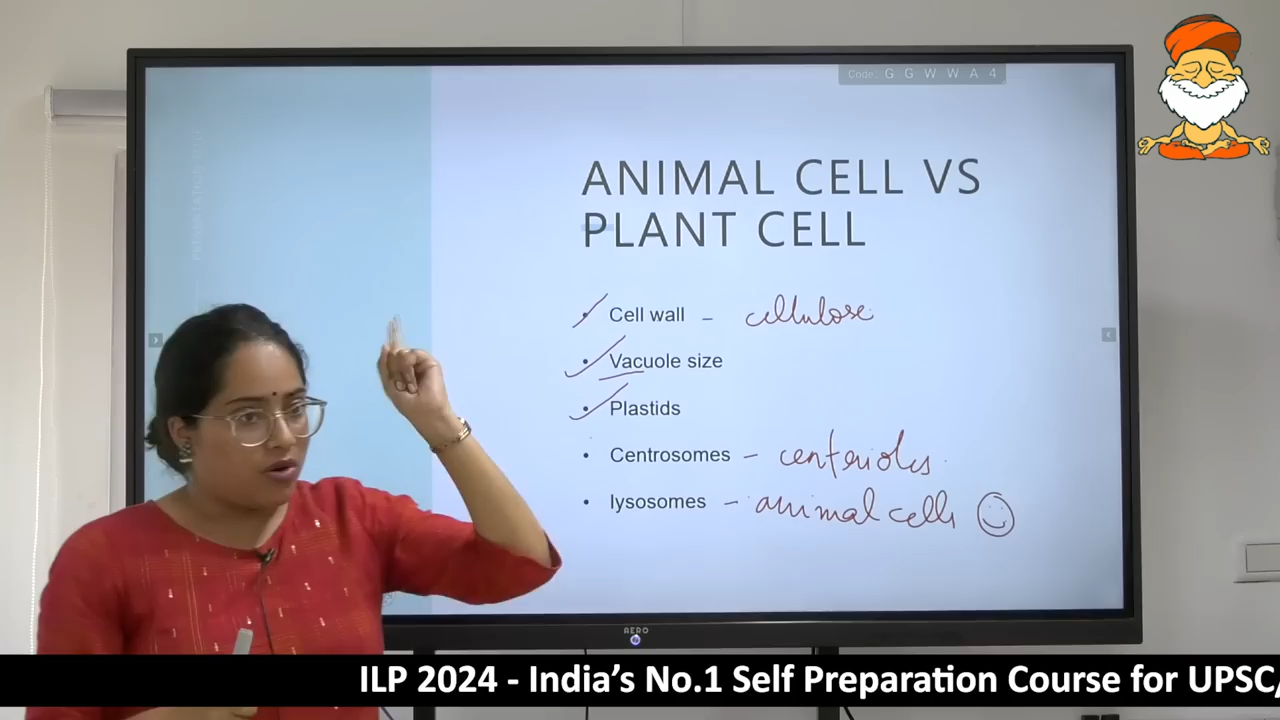 Code: G G W W A 4
ANIMAL CELL VS
PLANT CELL
• Cell wall – cellulose
• Vacuole size
• Plastids
• Centrosomes – centrioles
• lysosomes – animal cells
AERO
ILP 2024 - India’s No.1 Self Preparation Course for UPSC/